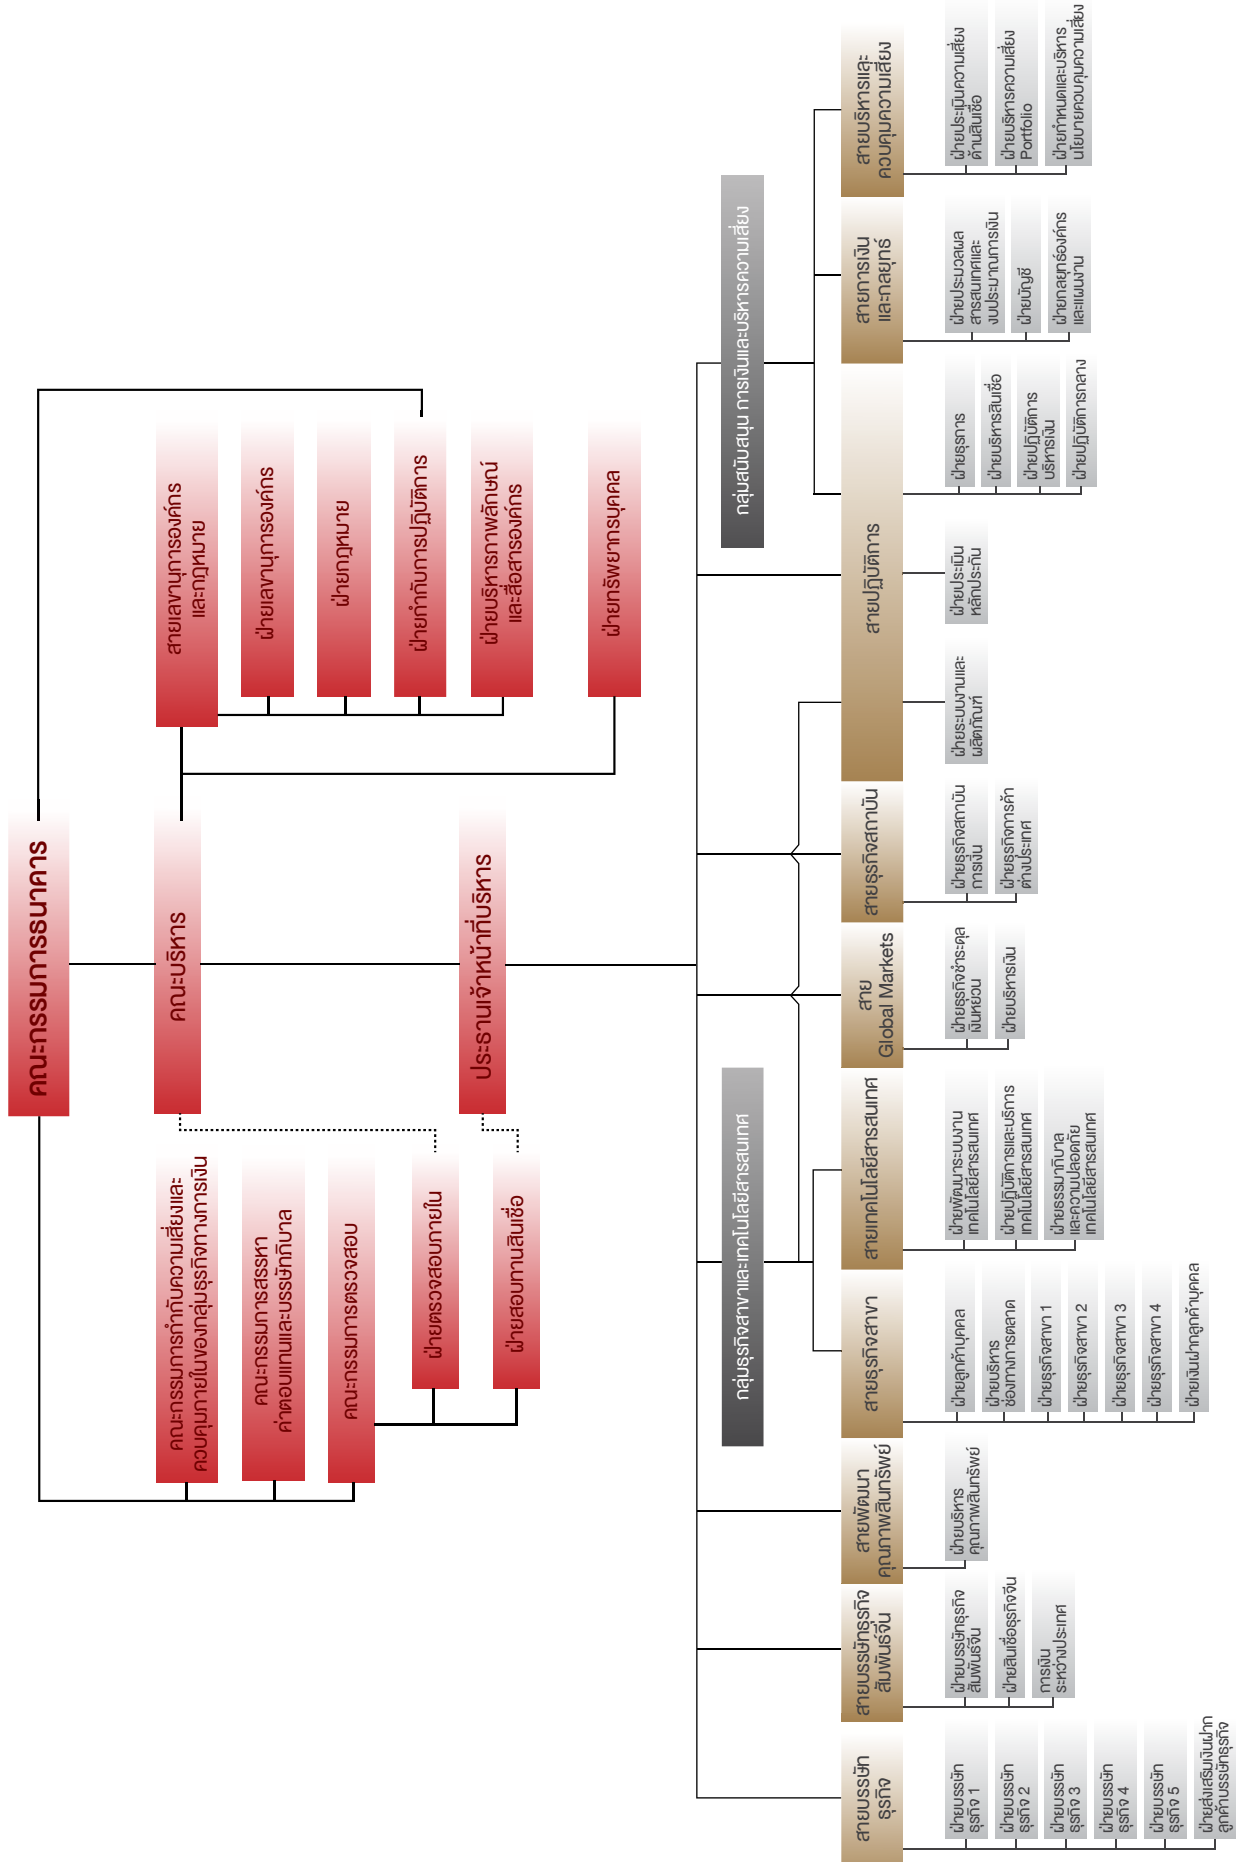 คณะกรรมการธนาคาร
คณะกรรมการกำกับความเสี่ยงและ
ควบคุมภายในของกลุ่มธุรกิจทางการเงิน
คณะกรรมการสรรหา
ค่าตอบแทนและบรรษัทภิบาล
คณะกรรมการตรวจสอบ
ฝ่ายตรวจสอบภายใน
ฝ่ายสอบทานสินเชื่อ
คณะบริหาร
ประธานเจ้าหน้าที่บริหาร
สายเลขานุการองค์กร
และกฎหมาย
ฝ่ายเลขานุการองค์กร
ฝ่ายกฎหมาย
ฝ่ายกำกับการปฏิบัติการ
ฝ่ายบริหารภาพลักษณ์
และสื่อสารองค์กร
ฝ่ายทรัพยากรบุคคล
กลุ่มธุรกิจสาขาและเทคโนโลยีสารสนเทศ
กลุ่มสนับสนุน การเงินและบริหารความเสี่ยง
สายบรรษัท
ธุรกิจ
ฝ่ายบรรษัท
ธุรกิจ 1
ฝ่ายบรรษัท
ธุรกิจ 2
ฝ่ายบรรษัท
ธุรกิจ 3
ฝ่ายบรรษัท
ธุรกิจ 4
ฝ่ายบรรษัท
ธุรกิจ 5
ฝ่ายส่งเสริมเงินฝาก
ลูกค้าบรรษัทธุรกิจ
สายบรรษัทธุรกิจ
สัมพันธ์จีน
ฝ่ายบรรษัทธุรกิจ
สัมพันธ์จีน
ฝ่ายสินเชื่อธุรกิจจีน
การเงิน
ระหว่างประเทศ
สายพัฒนา
คุณภาพสินทรัพย์
ฝ่ายบริหาร
คุณภาพสินทรัพย์
สายธุรกิจสาขา
ฝ่ายลูกค้าบุคคล
ฝ่ายบริหาร
ช่องทางการตลาด
ฝ่ายธุรกิจสาขา 1
ฝ่ายธุรกิจสาขา 2
ฝ่ายธุรกิจสาขา 3
ฝ่ายธุรกิจสาขา 4
ฝ่ายเงินฝากลูกค้าบุคคล
สายเทคโนโลยีสารสนเทศ
ฝ่ายพัฒนาระบบงาน
เทคโนโลยีสารสนเทศ
ฝ่ายปฏิบัติการและบริการ
เทคโนโลยีสารสนเทศ
ฝ่ายธรรมาภิบาล
และความปลอดภัย
เทคโนโลยีสารสนเทศ
สาย
Global Markets
ฝ่ายธุรกิจชำระดุล
เงินหยวน
ฝ่ายบริหารเงิน
สายธุรกิจสถาบัน
ฝ่ายธุรกิจสถาบัน
การเงิน
ฝ่ายธุรกิจการค้า
ต่างประเทศ
สายปฏิบัติการ
ฝ่ายระบบงานและ
ผลิตภัณฑ์
ฝ่ายประเมิน
หลักประกัน
ฝ่ายธุรการ
ฝ่ายบริหารสินเชื่อ
ฝ่ายปฏิบัติการ
บริหารเงิน
ฝ่ายปฏิบัติการกลาง
สายการเงิน
และกลยุทธ์
ฝ่ายประมวลผล
สารสนเทศและ
งบประมาณการเงิน
ฝ่ายบัญชี
ฝ่ายกลยุทธ์องค์กร
และแผนงาน
สายบริหารและ
ควบคุมความเสี่ยง
ฝ่ายประเมินความเสี่ยง
ด้านสินเชื่อ
ฝ่ายบริหารความเสี่ยง
Portfolio
ฝ่ายกำหนดและบริหาร
นโยบายควบคุมความเสี่ยง